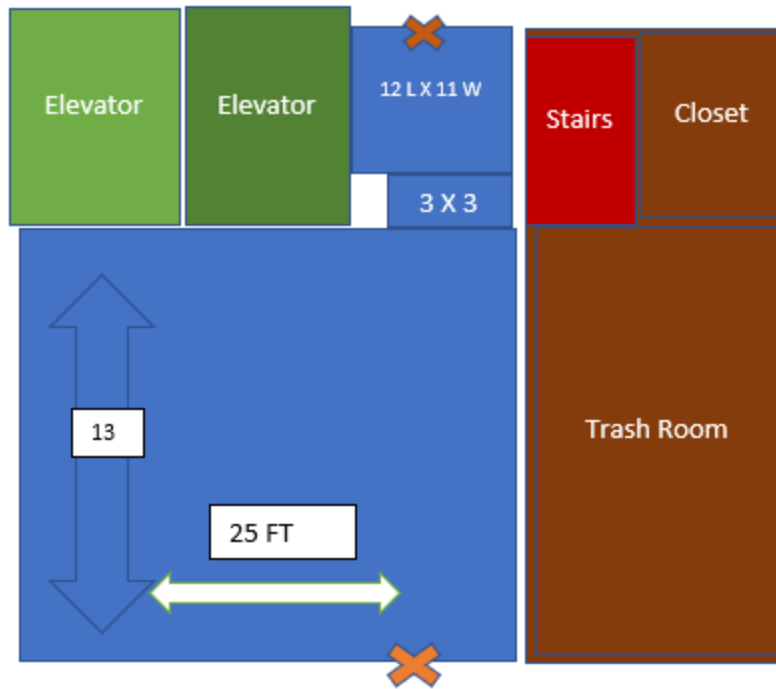 Elevator
Elevator
12 L X 11 W
Stairs
Closet
3 X 3
13
Trash Room
25 FT